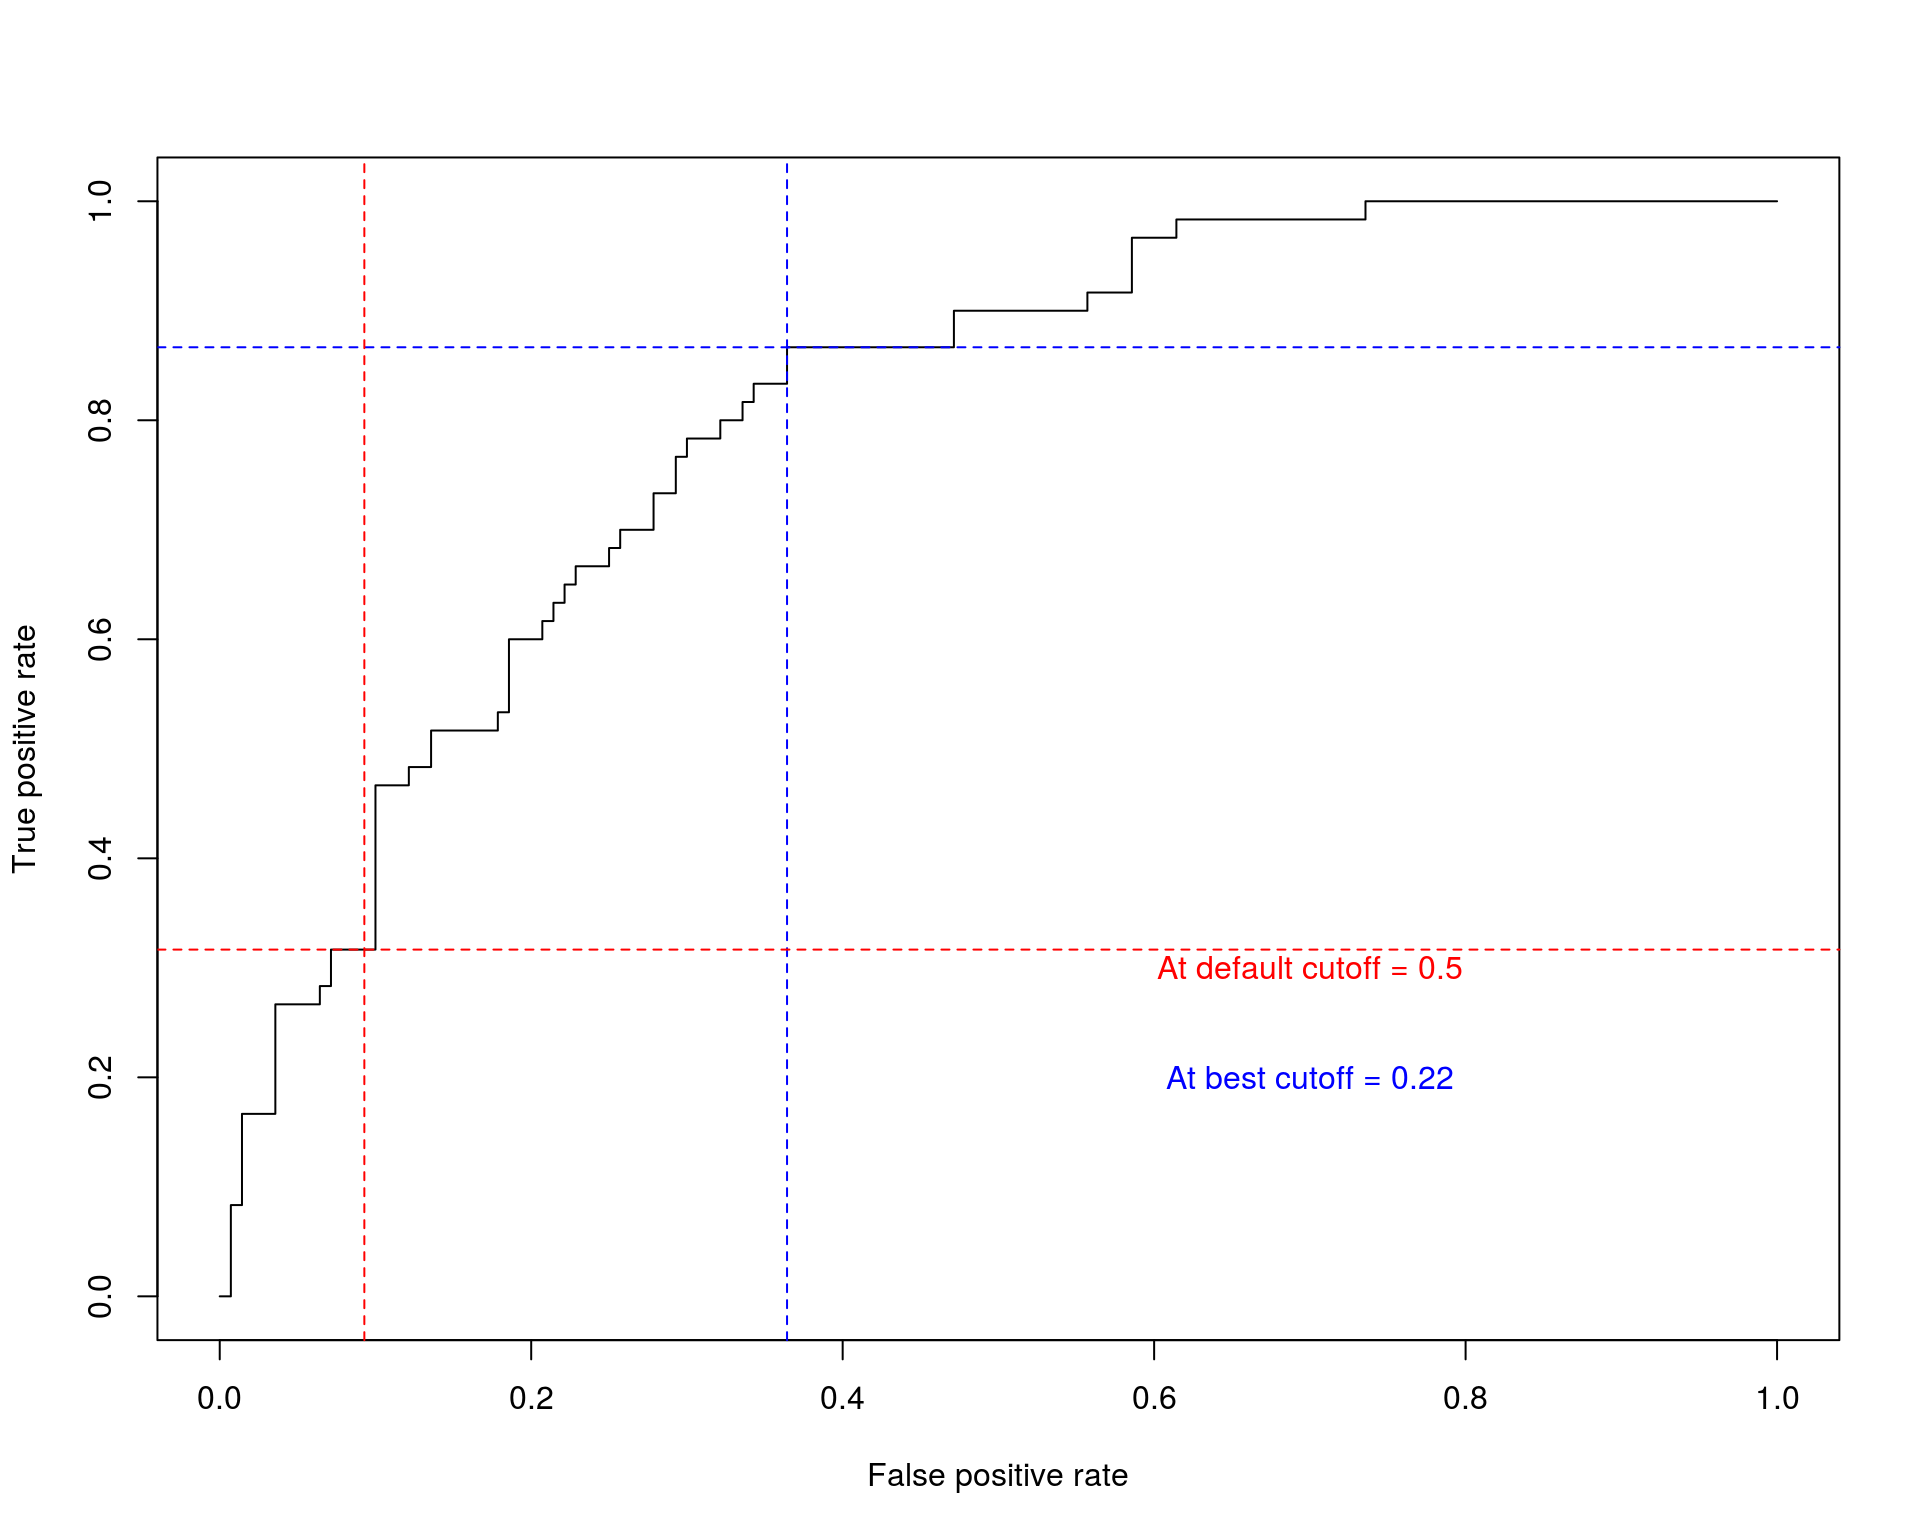 1.0
0.8
0.6
0.4
0.2
0.0
True positive rate
At default cutoff = 0.5
At best cutoff = 0.22
0.0 0.2 0.4 0.6 0.8 1.0
False positive rate